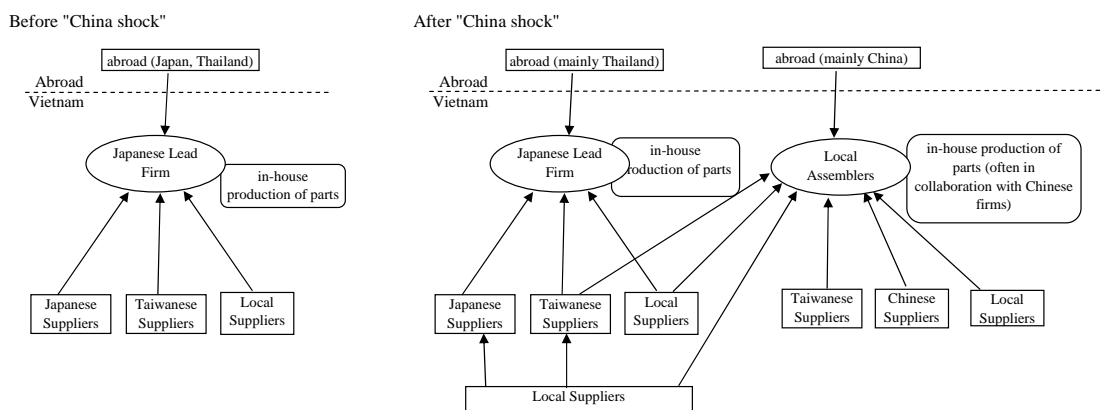 Before "China shock"
abroad (Japan, Thailand)
Abroad
Vietnam
Japanese Lead
Firm
in-house
production of parts
Japanese
Suppliers
Taiwanese
Suppliers
Local
Suppliers
After "China shock"
abroad (mainly Thailand)
abroad (mainly China)
Abroad
Vietnam
Japanese Lead
Firm
in-house
production of parts
Local
Assemblers
in-house production of
parts (often in
collaboration with Chinese
firms)
Japanese
Suppliers
Taiwanese
Suppliers
Local
Suppliers
Taiwanese
Suppliers
Chinese
Suppliers
Local
Suppliers
Local Suppliers